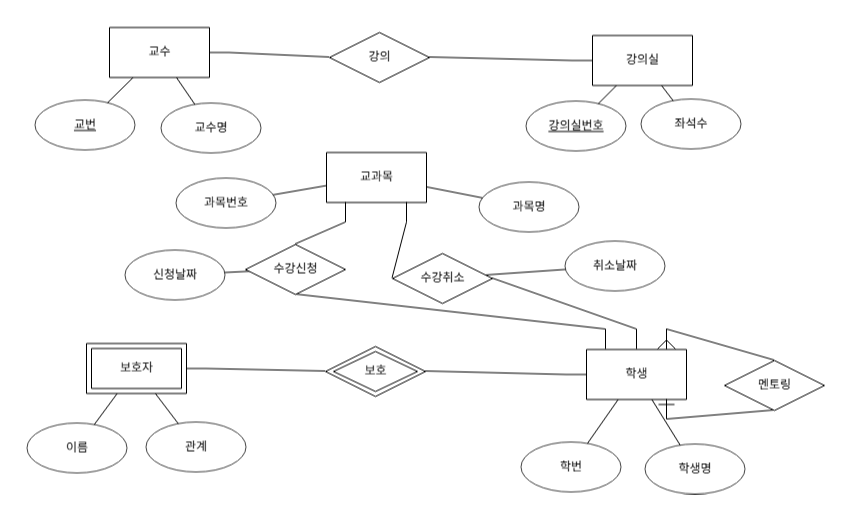 교수
강의
강의실
교번
교수명
강의실번호
좌석수
교과목
과목번호
과목명
신청날짜
수강신청
수강취소
취소날짜
보호자
보호
학생
멘토링
이름
관계
학번
학생명